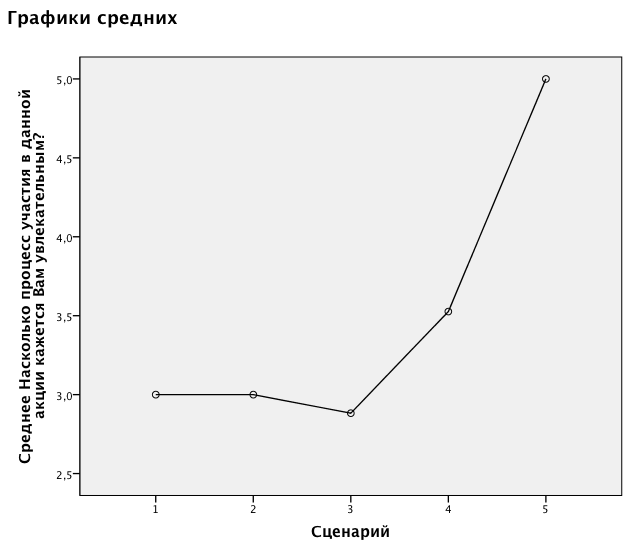 Графики средних
Среднее Насколько процесс участия в данной
акции кажется Вам увлекательным?
5,0
4,5
4,0
3,5
3,0
2,5
1
2
3
4
5
Сценарий